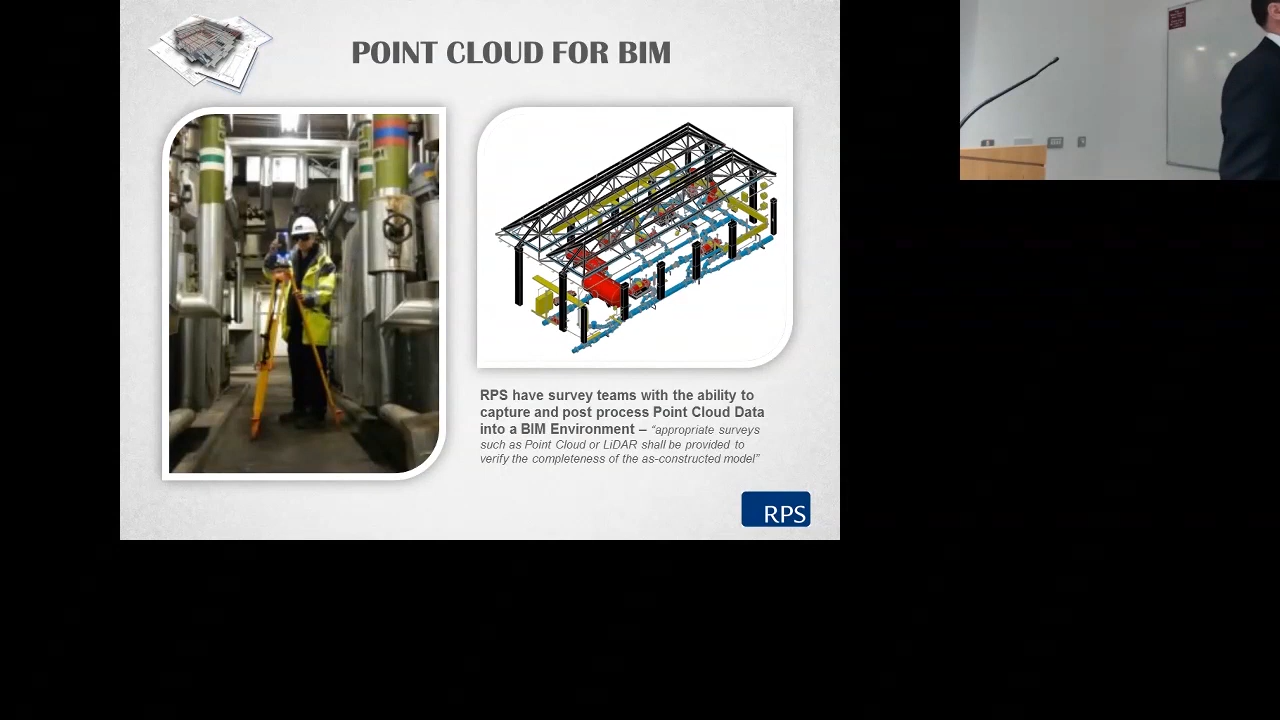 POINT CLOUD FOR BIM
RPS have survey teams with the ability to
capture and post process Point Cloud Data
into a BIM Environment – “appropriate surveys
such as Point Cloud or LiDAR shall be provided to
verify the completeness of the as-constructed model”
RPS